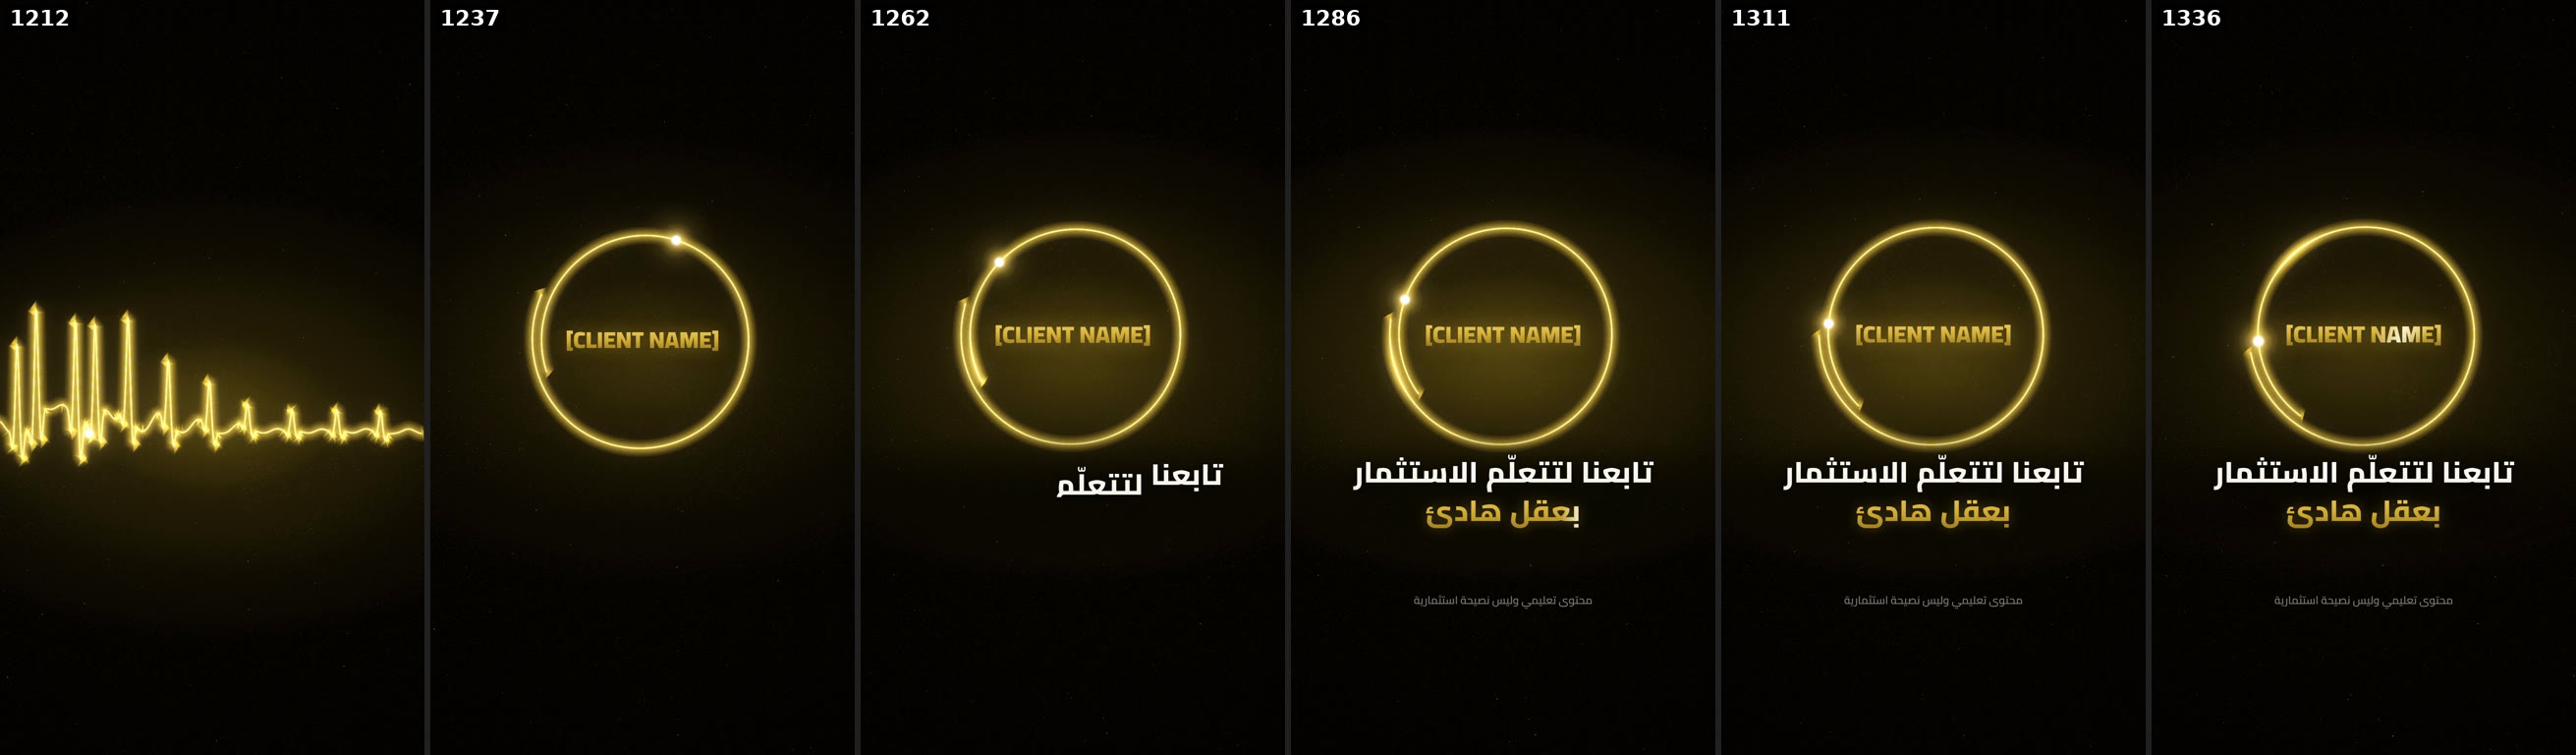 1212
1237
[CLIENT NAME]
1262
[CLIENT NAME]
تابعنا لتتعلّم
1286
[CLIENT NAME]
تابعنا لتتعلّم الاستثمار
بعقل هادئ
محتوى تعليمي وليس نصيحة استثمارية
1311
[CLIENT NAME]
تابعنا لتتعلّم الاستثمار
بعقل هادئ
محتوى تعليمي وليس نصيحة استثمارية
1336
[CLIENT NAME]
تابعنا لتتعلّم الاستثمار
بعقل هادئ
محتوى تعليمي وليس نصيحة استثمارية